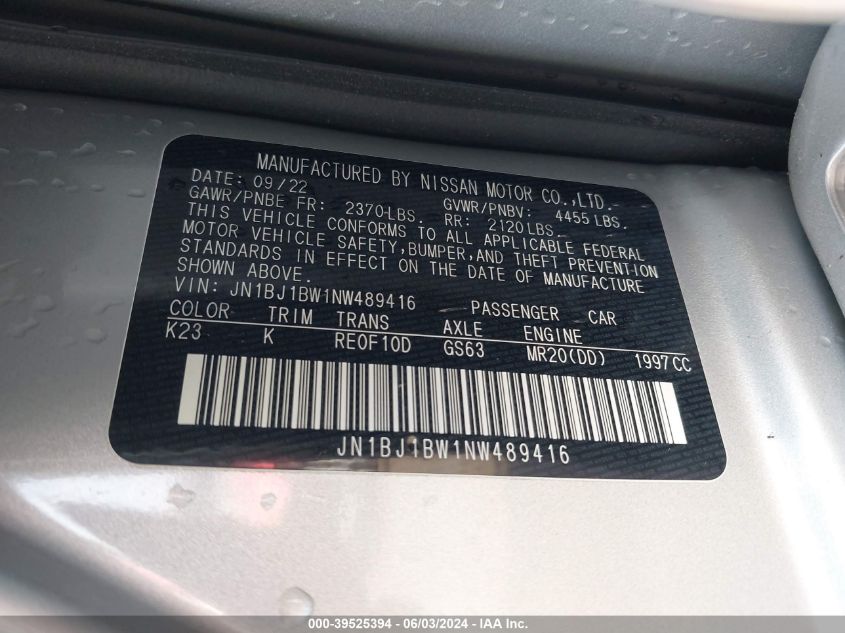 MANUFACTURED BY NISSAN MOTOR CO.,LTD.
DATE: 09/22 GVWR/PNBV: 4455 LBS.
GAWR/PNBE FR: 2370 LBS. RR: 2120 LBS.
THIS VEHICLE CONFORMS TO ALL APPLICABLE FEDERAL
MOTOR VEHICLE SAFETY, BUMPER, AND THEFT PREVENTION
STANDARDS IN EFFECT ON THE DATE OF MANUFACTURE
SHOWN ABOVE.
VIN: JN1BJ1BW1NW489416 PASSENGER CAR
COLOR TRIM TRANS AXLE ENGINE
K23 K RE0F10D GS63 MR20(DD) 1997CC
JN1BJ1BW1NW489416
000-39525394 - 06/03/2024 - IAA Inc.